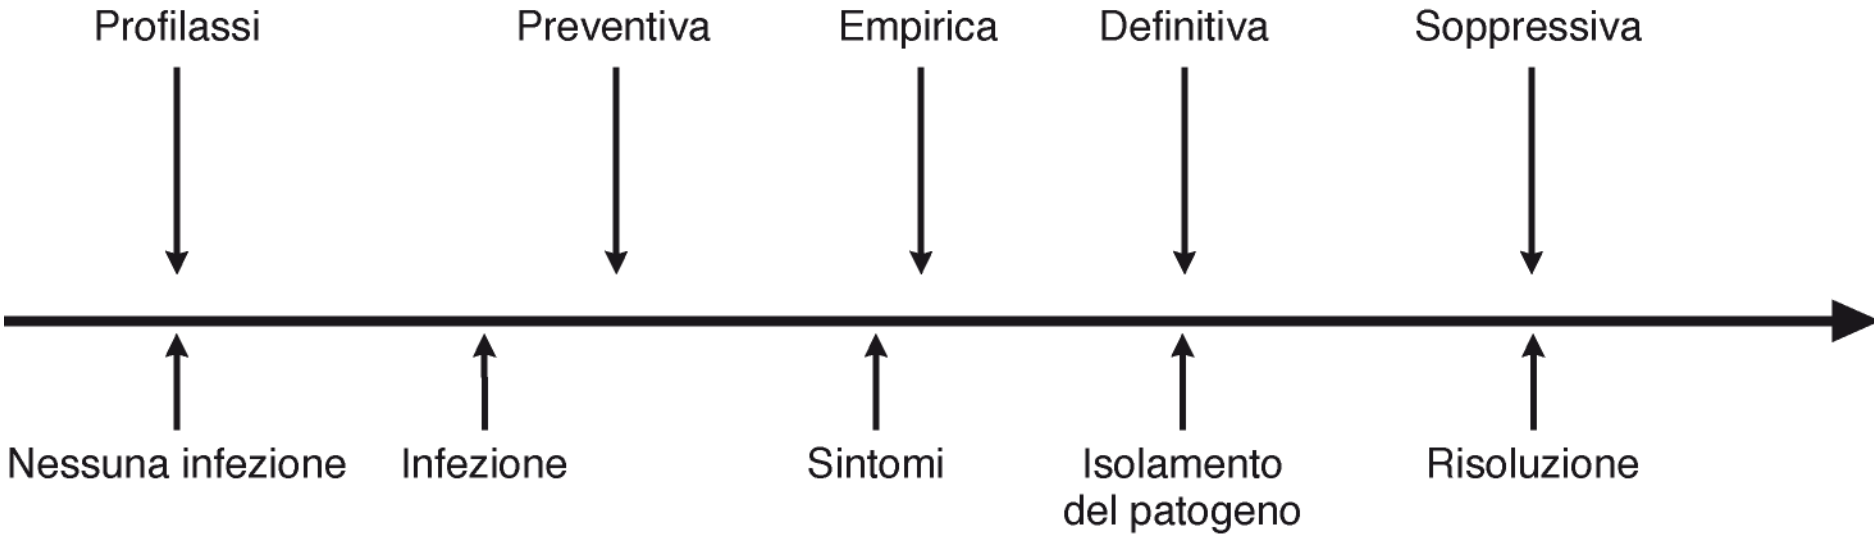 Profilassi
Preventiva
Empirica
Definitiva
Soppressiva
Nessuna infezione
Infezione
Sintomi
Isolamento
del patogeno
Risoluzione